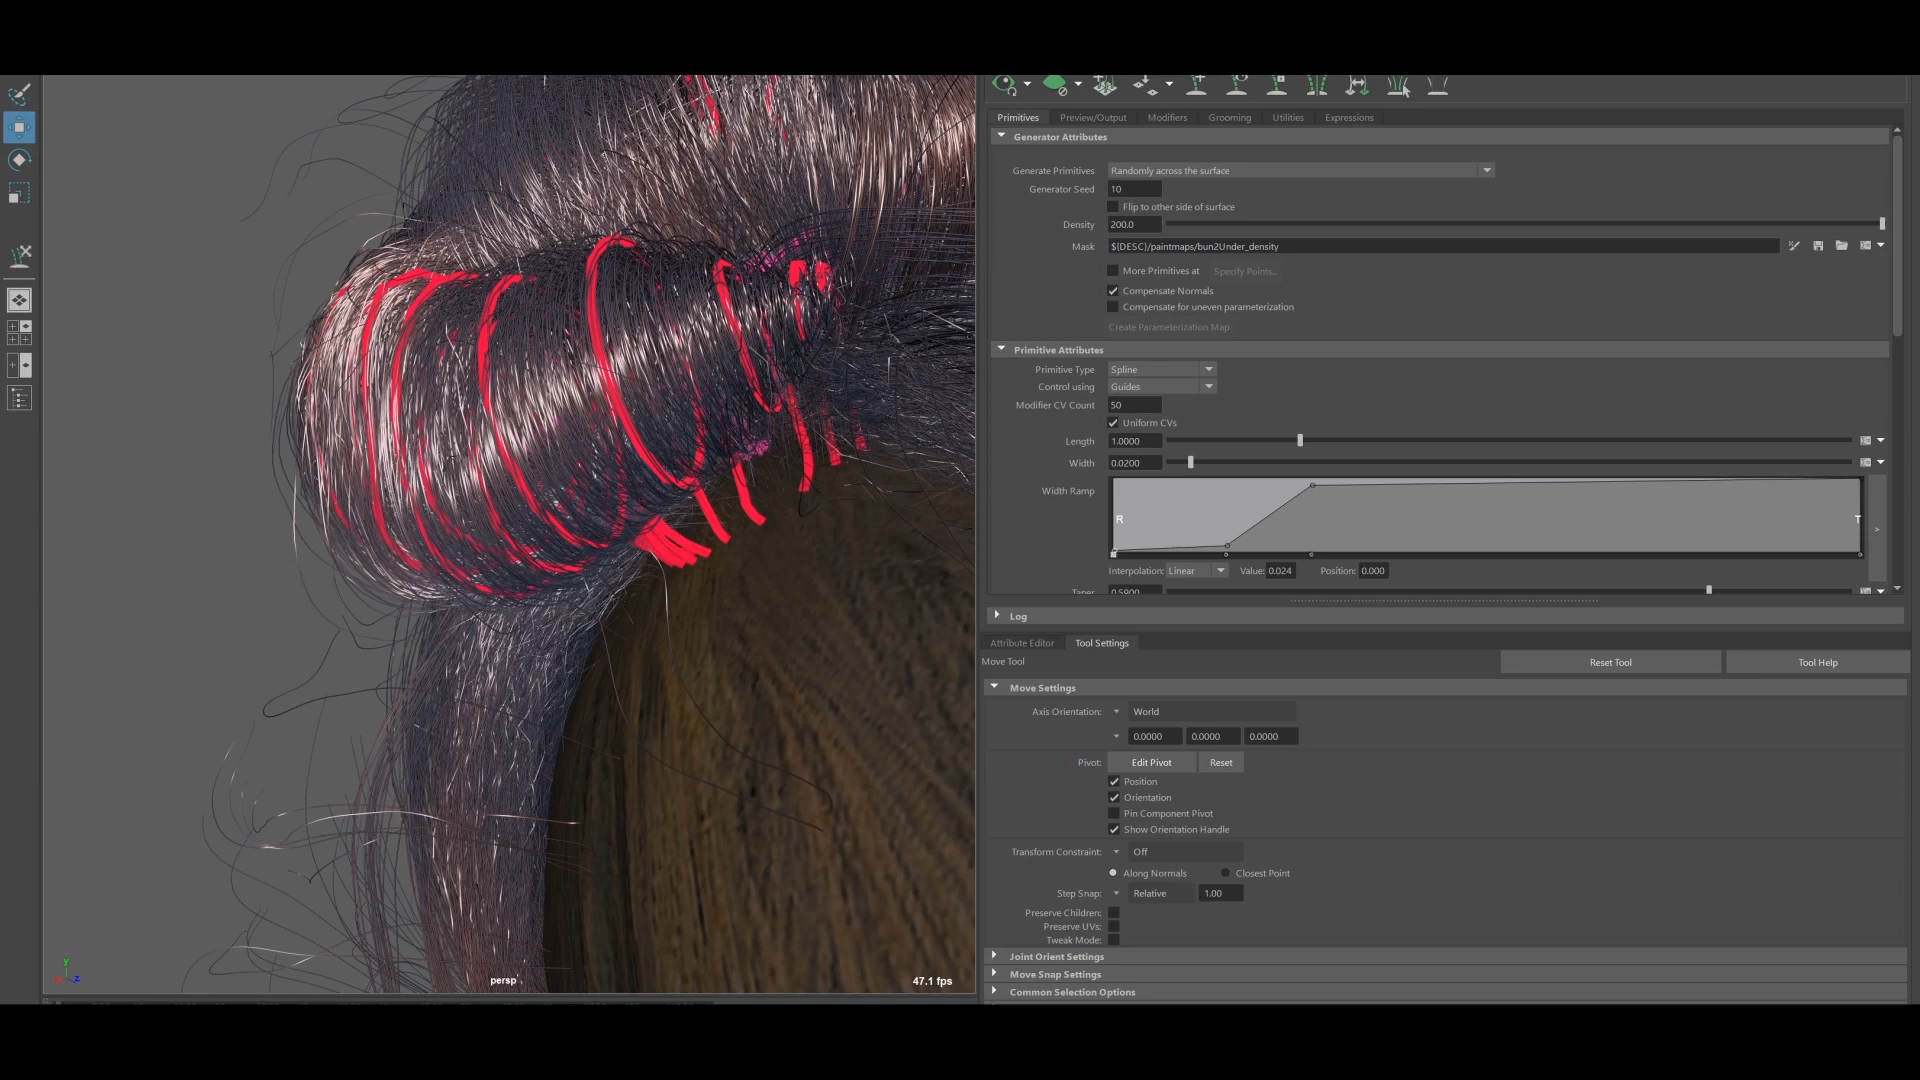 Primitives Preview/Output Modifiers Grooming Utilities Expressions
Generator Attributes
Generate Primitives Randomly across the surface
Generator Seed 10
Flip to other side of surface
Density 200.0
Mask ${DESC}/paintmaps/bun2Under_density
More Primitives at Specify Points...
Compensate Normals
Compensate for uneven parameterization
Create Parameterization Map
Primitive Attributes
Primitive Type Spline
Control using Guides
Modifier CV Count 50
Uniform CVs
Length 1.0000
Width 0.0200
Width Ramp
R T
>
Interpolation: Linear Value: 0.024 Position: 0.000
Taper 0.5900
Log
Attribute Editor Tool Settings
Move Tool Reset Tool Tool Help
Move Settings
Axis Orientation: World
0.0000 0.0000 0.0000
Pivot: Edit Pivot Reset
Position
Orientation
Pin Component Pivot
Show Orientation Handle
Transform Constraint: Off
Along Normals Closest Point
Step Snap: Relative 1.00
Preserve Children:
Preserve UVs:
Tweak Mode:
Joint Orient Settings
Move Snap Settings
Common Selection Options
y
z
persp
47.1 fps